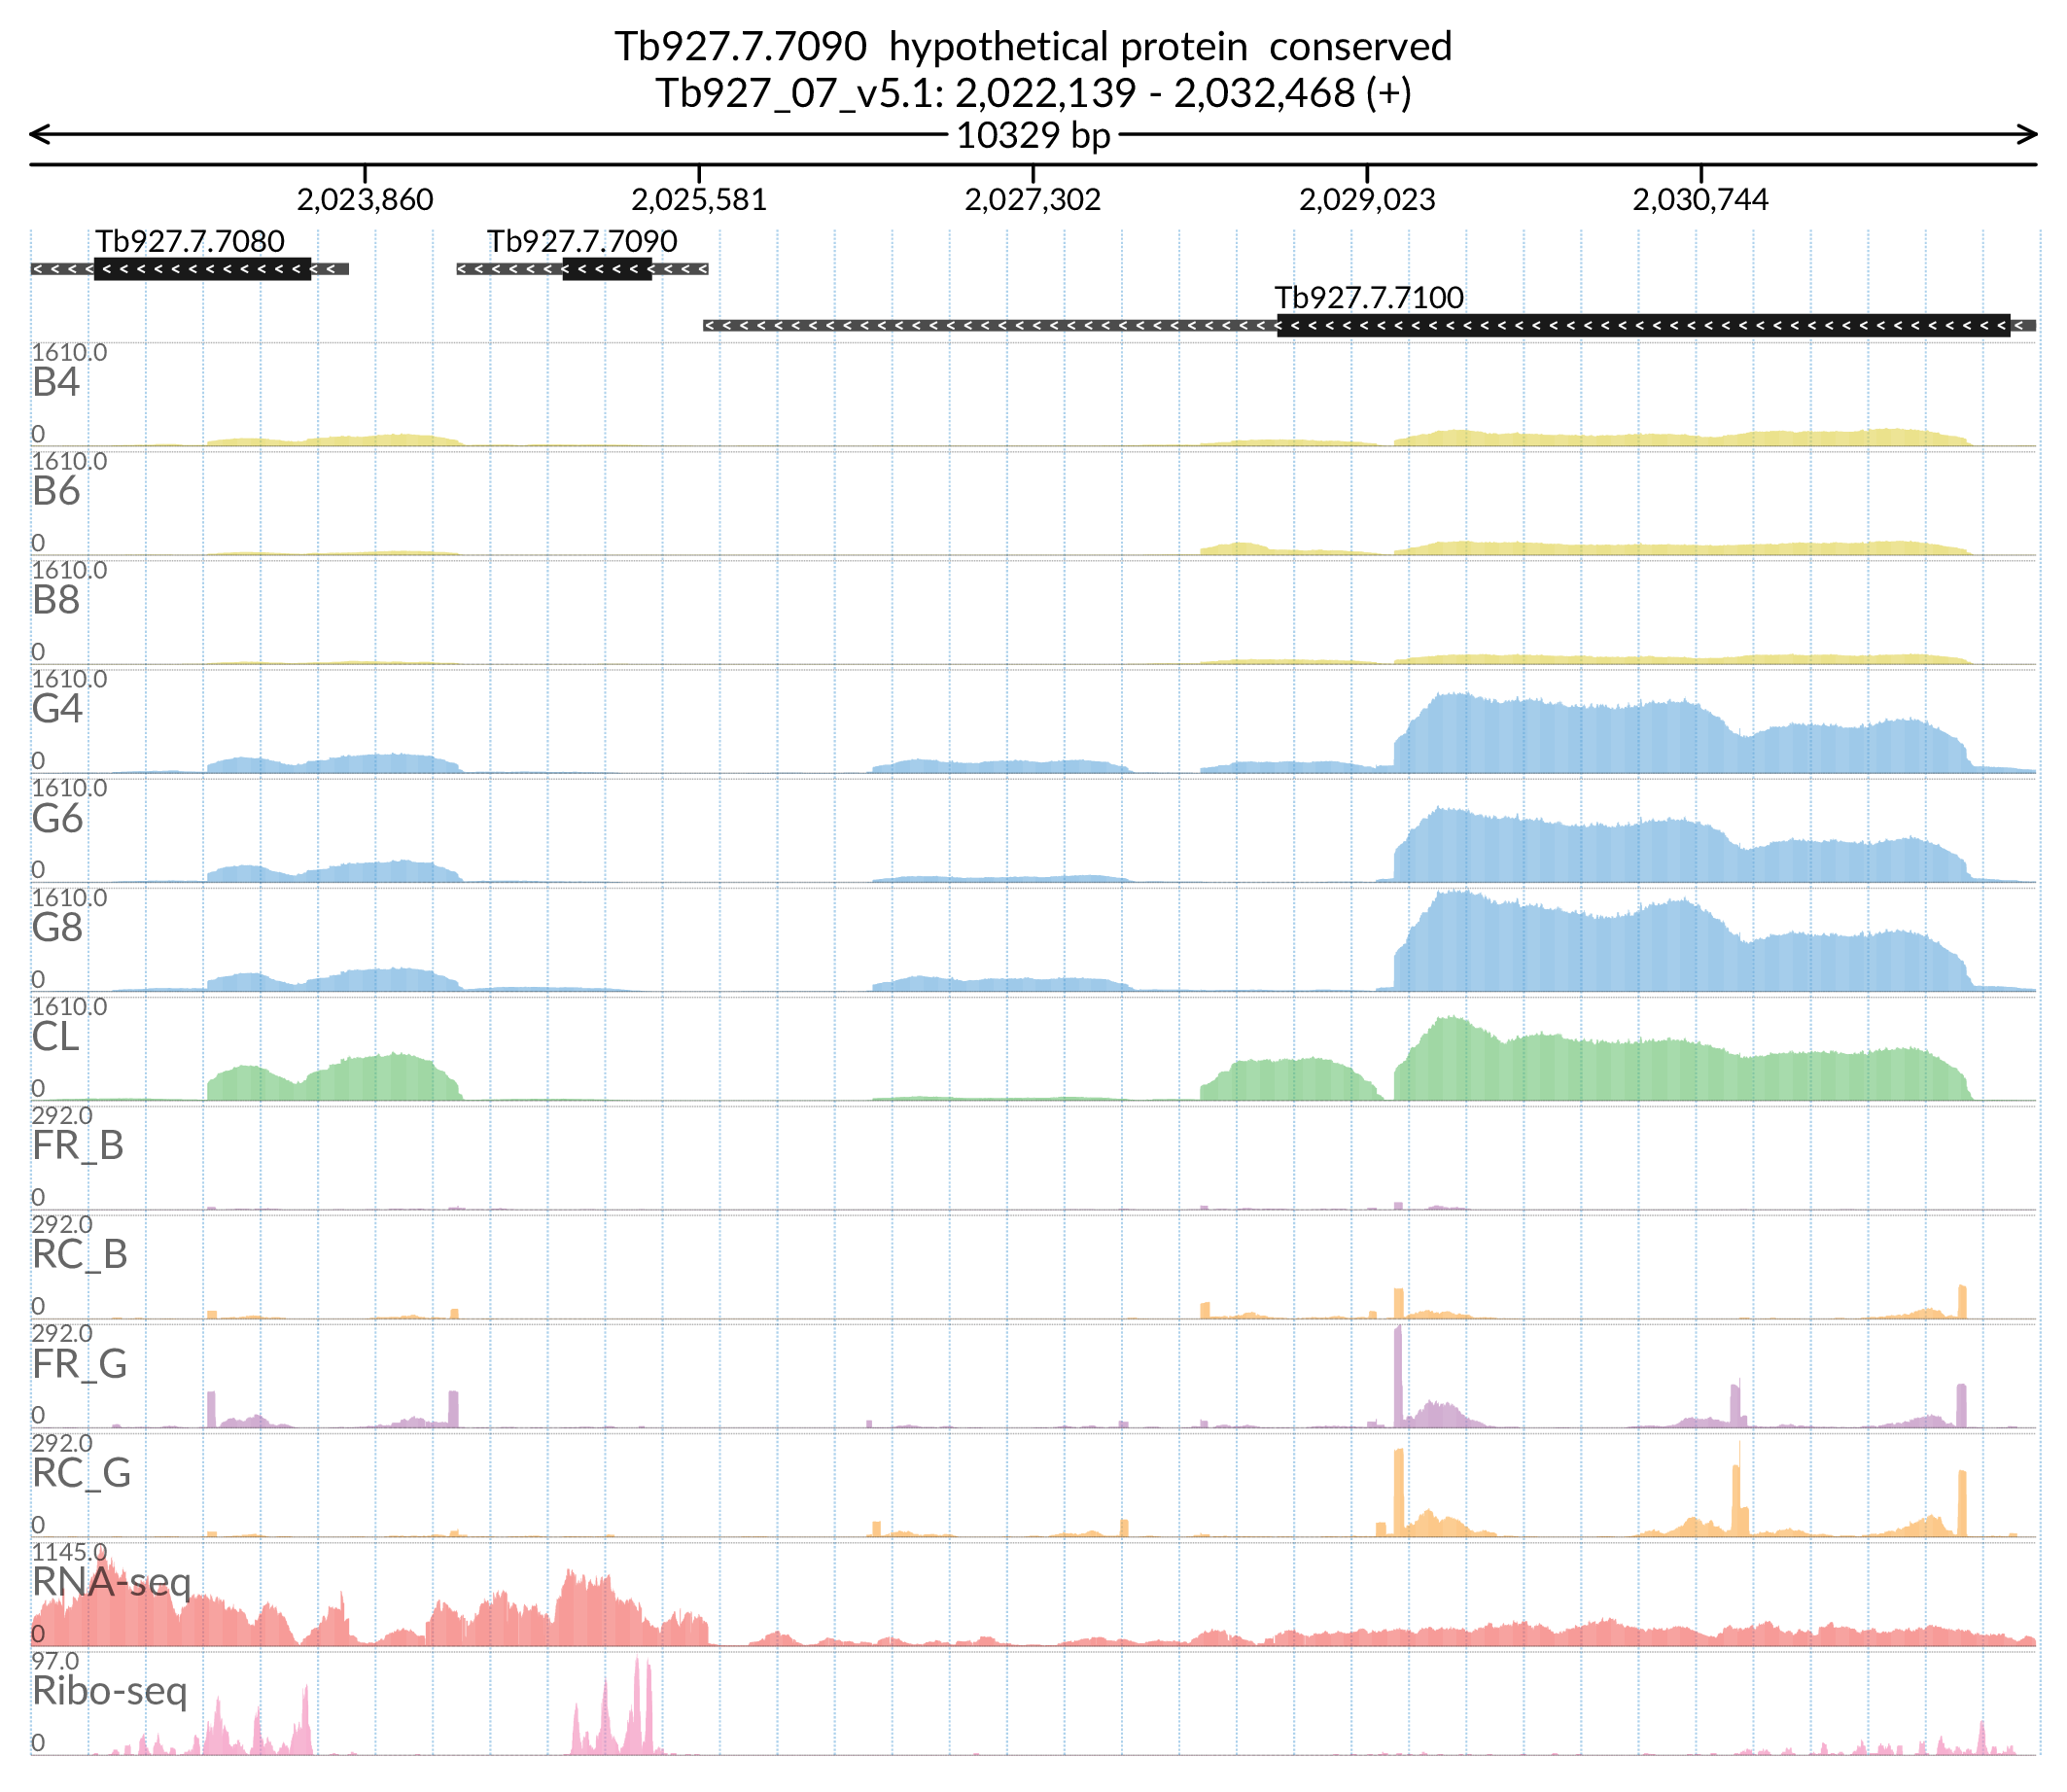 Tb927.7.7090  hypothetical protein  conserved
Tb927_07_v5.1: 2,022,139 - 2,032,468 (+)
10329 bp
2,023,860 2,025,581 2,027,302 2,029,023 2,030,744
Tb927.7.7080 Tb927.7.7090
Tb927.7.7100
1610.0
B4
0
1610.0
B6
0
1610.0
B8
0
1610.0
G4
0
1610.0
G6
0
1610.0
G8
0
1610.0
CL
0
292.0
FR_B
0
292.0
RC_B
0
292.0
FR_G
0
292.0
RC_G
0
1145.0
RNA-seq
0
97.0
Ribo-seq
0